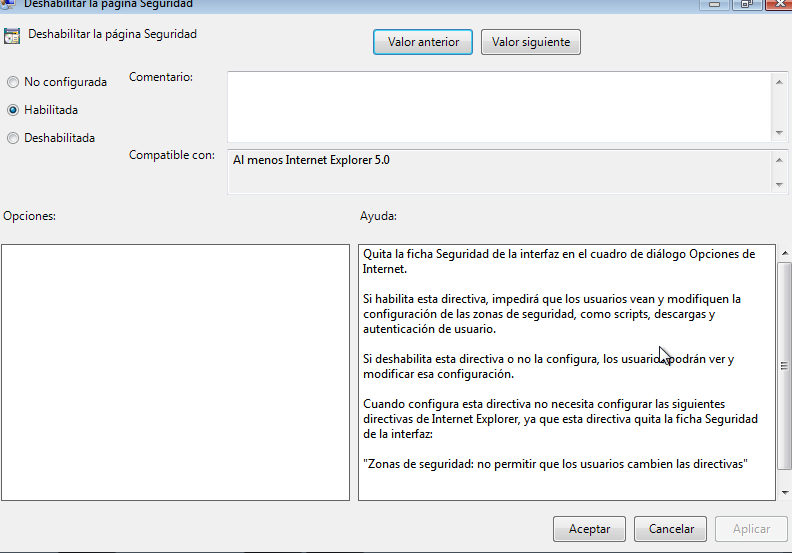 Deshabilitar la página Seguridad
Deshabilitar la página Seguridad
Valor anterior
Valor siguiente
No configurada
Habilitada
Deshabilitada
Comentario:
Compatible con:
Al menos Internet Explorer 5.0
Opciones:
Ayuda:
Quita la ficha Seguridad de la interfaz en el cuadro de diálogo Opciones de
Internet.
Si habilita esta directiva, impedirá que los usuarios vean y modifiquen la
configuración de las zonas de seguridad, como scripts, descargas y
autenticación de usuario.
Si deshabilita esta directiva o no la configura, los usuarios podrán ver y
modificar esa configuración.
Cuando configura esta directiva no necesita configurar las siguientes
directivas de Internet Explorer, ya que esta directiva quita la ficha Seguridad
de la interfaz:
"Zonas de seguridad: no permitir que los usuarios cambien las directivas"
Aceptar
Cancelar
Aplicar